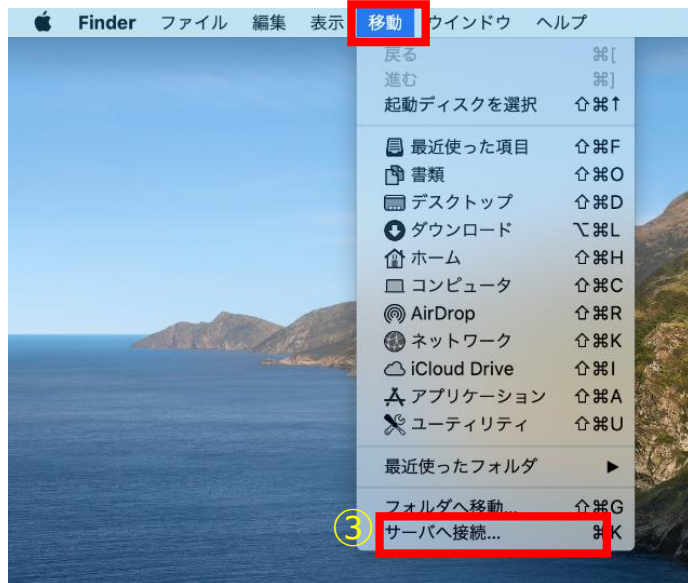 Finder ファイル 編集 表示 移動 ウインドウ ヘルプ
戻る ⌘[
進む ⌘]
起動ディスクを選択 ⇧⌘↑
最近使った項目 ⇧⌘F
書類 ⇧⌘O
デスクトップ ⇧⌘D
ダウンロード ⌥⌘L
ホーム ⇧⌘H
コンピュータ ⇧⌘C
AirDrop ⇧⌘R
ネットワーク ⇧⌘K
iCloud Drive ⇧⌘I
アプリケーション ⇧⌘A
ユーティリティ ⇧⌘U
最近使ったフォルダ ▶
フォルダへ移動... ⇧⌘G
③ サーバへ接続... ⌘K